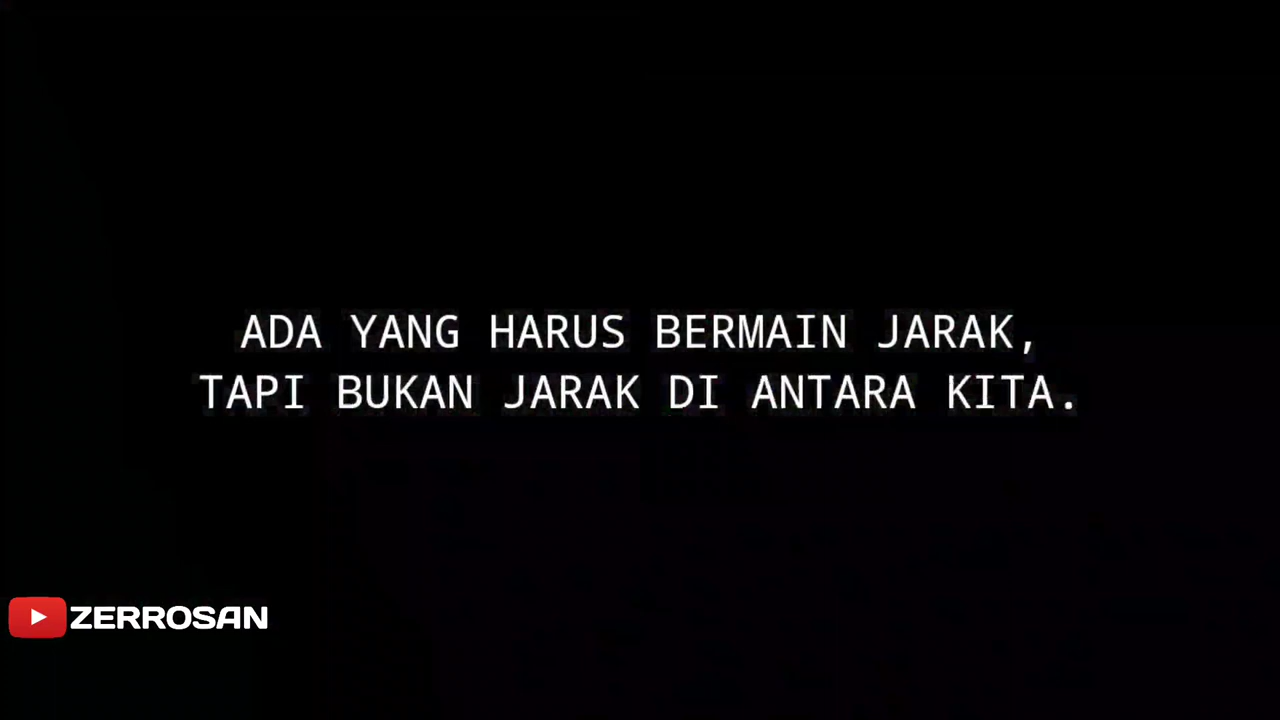 ADA YANG HARUS BERMAIN JARAK,
TAPI BUKAN JARAK DI ANTARA KITA.
ZERROSAN